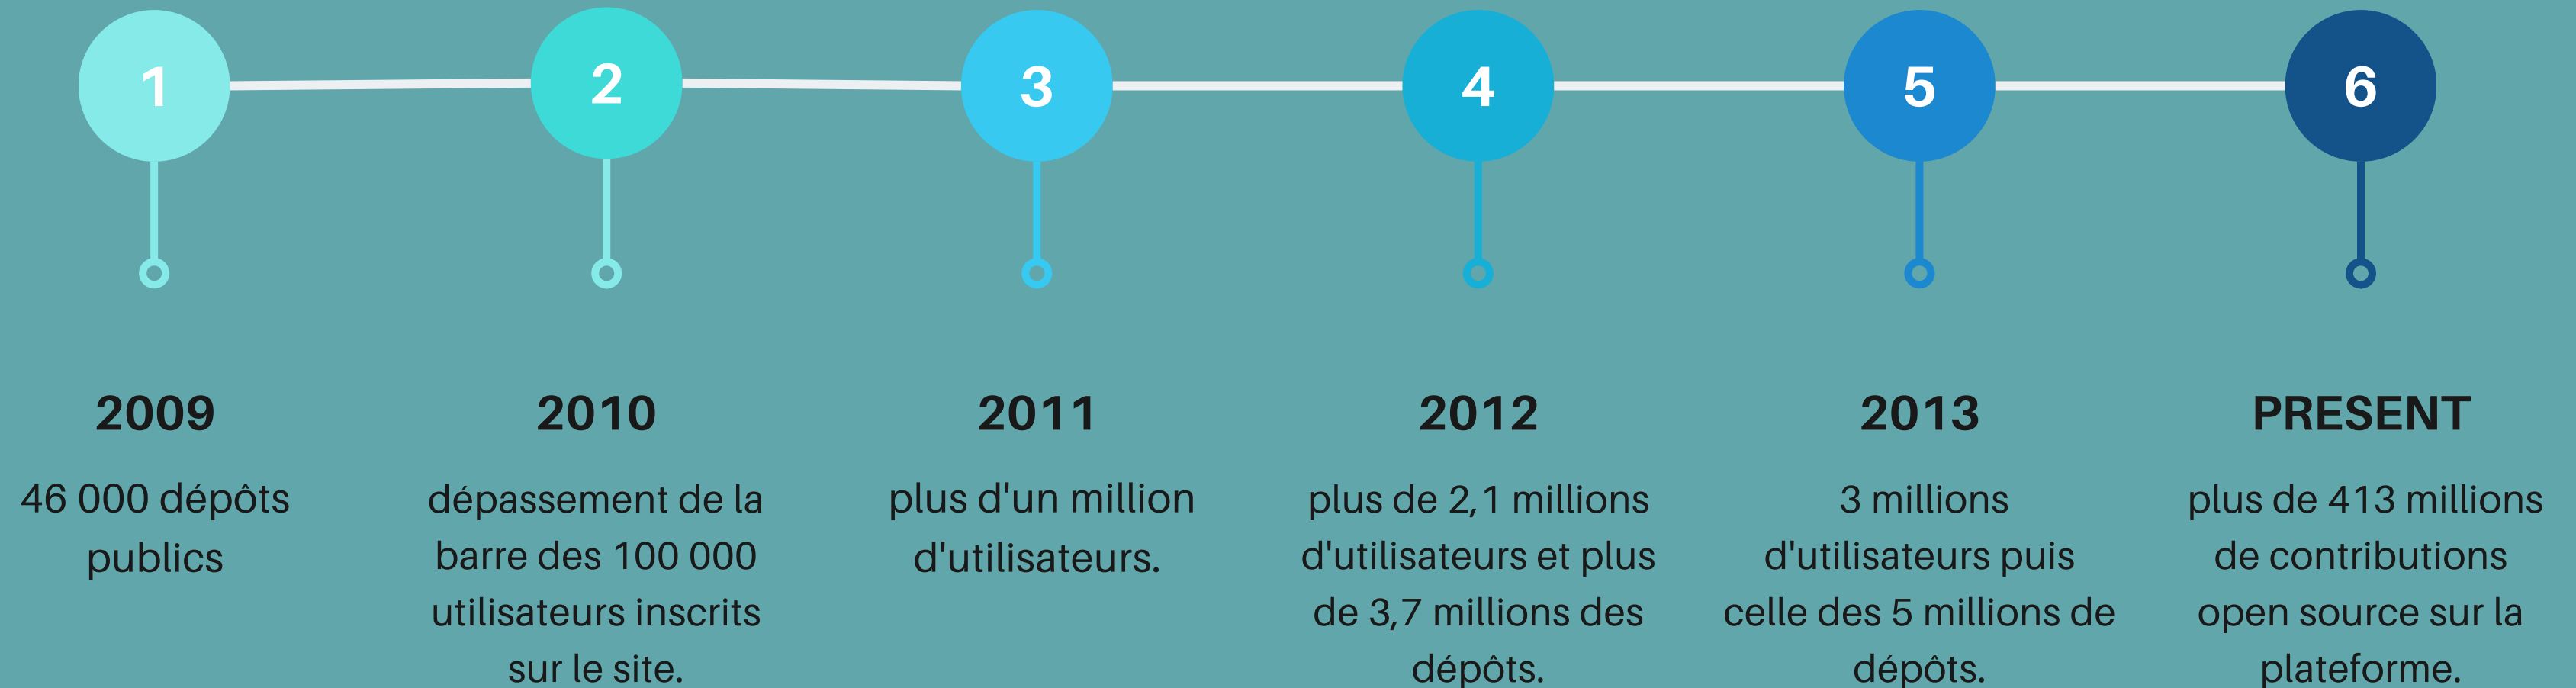 1
2
3
4
5
6
2009
46 000 dépôts
publics
2010
dépassement de la
barre des 100 000
utilisateurs inscrits
sur le site.
2011
plus d'un million
d'utilisateurs.
2012
plus de 2,1 millions
d'utilisateurs et plus
de 3,7 millions des
dépôts.
2013
3 millions
d'utilisateurs puis
celle des 5 millions de
dépôts.
PRESENT
plus de 413 millions
de contributions
open source sur la
plateforme.